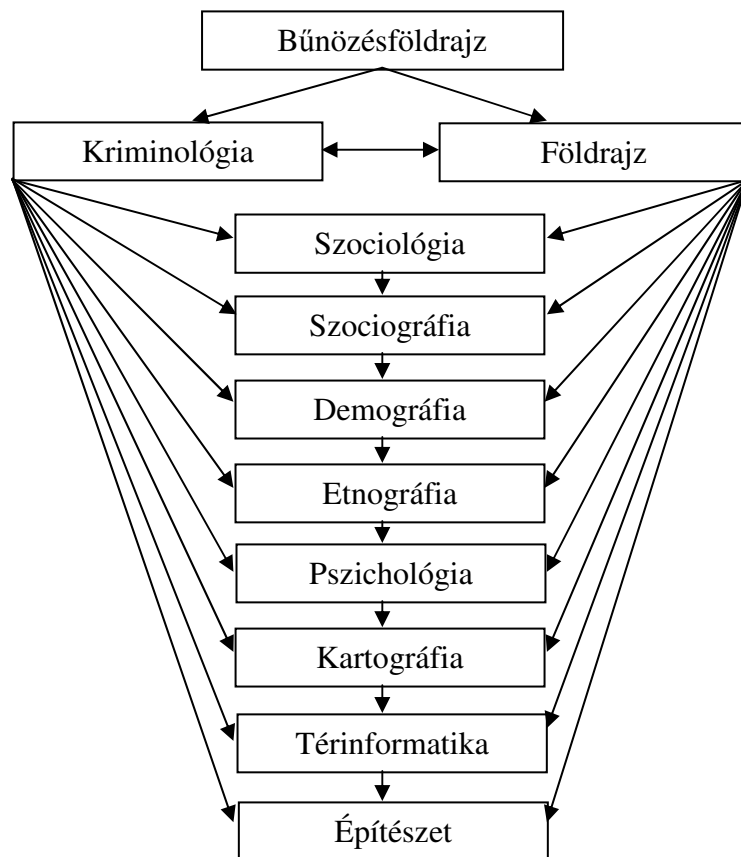 Bűnözésföldrajz
Kriminológia
Földrajz
Szociológia
Szociográfia
Demográfia
Etnográfia
Pszichológia
Kartográfia
Térinformatika
Építészet